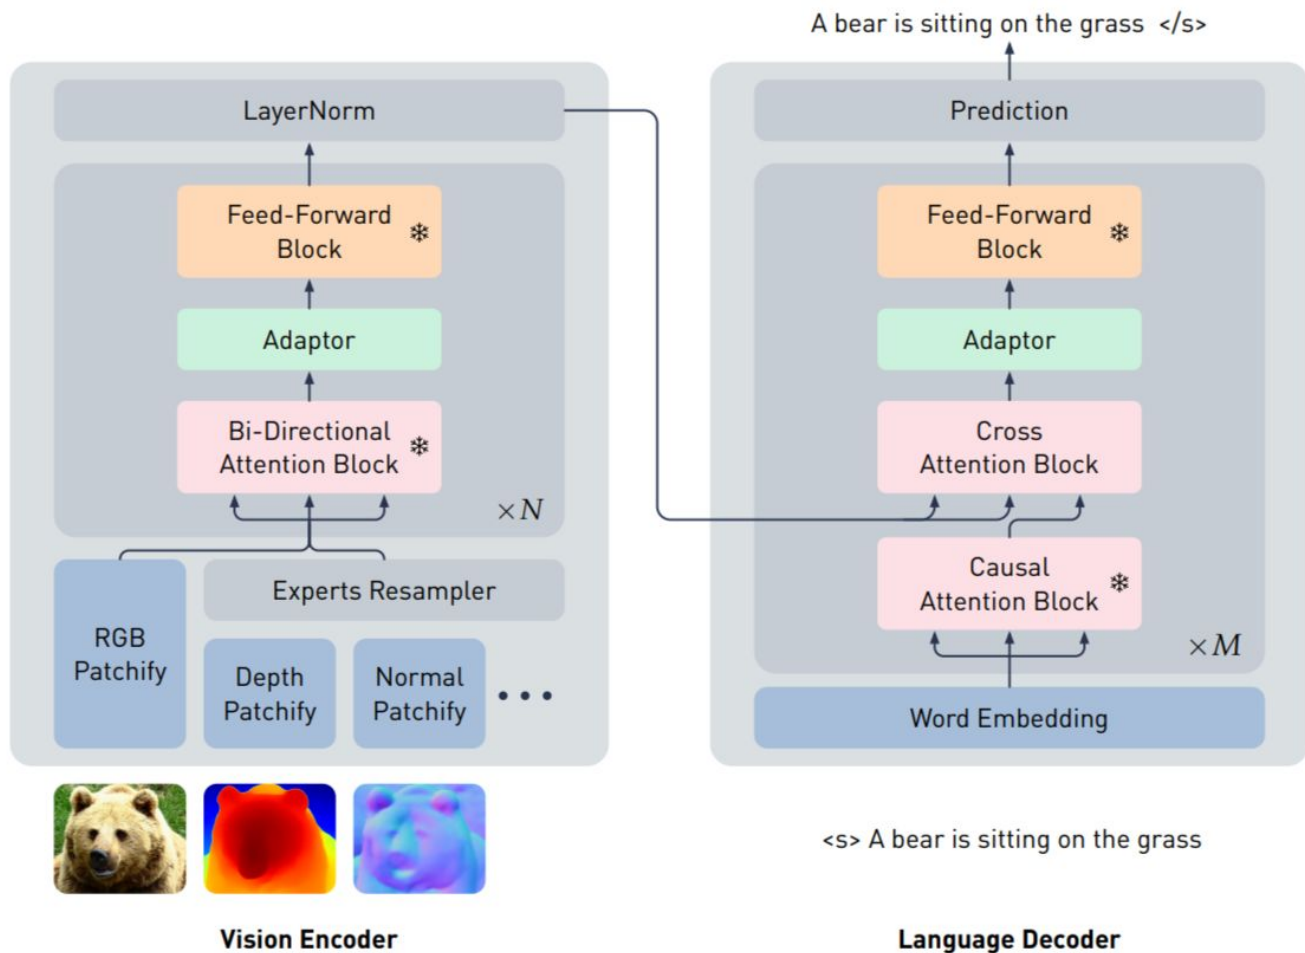 A bear is sitting on the grass </s>
LayerNorm
Feed-Forward
Block
Adaptor
Bi-Directional
Attention Block
×N
RGB
Patchify
Experts Resampler
Depth
Patchify
Normal
Patchify
Vision Encoder
Prediction
Feed-Forward
Block
Adaptor
Cross
Attention Block
Causal
Attention Block
×M
Word Embedding
<s> A bear is sitting on the grass
Language Decoder